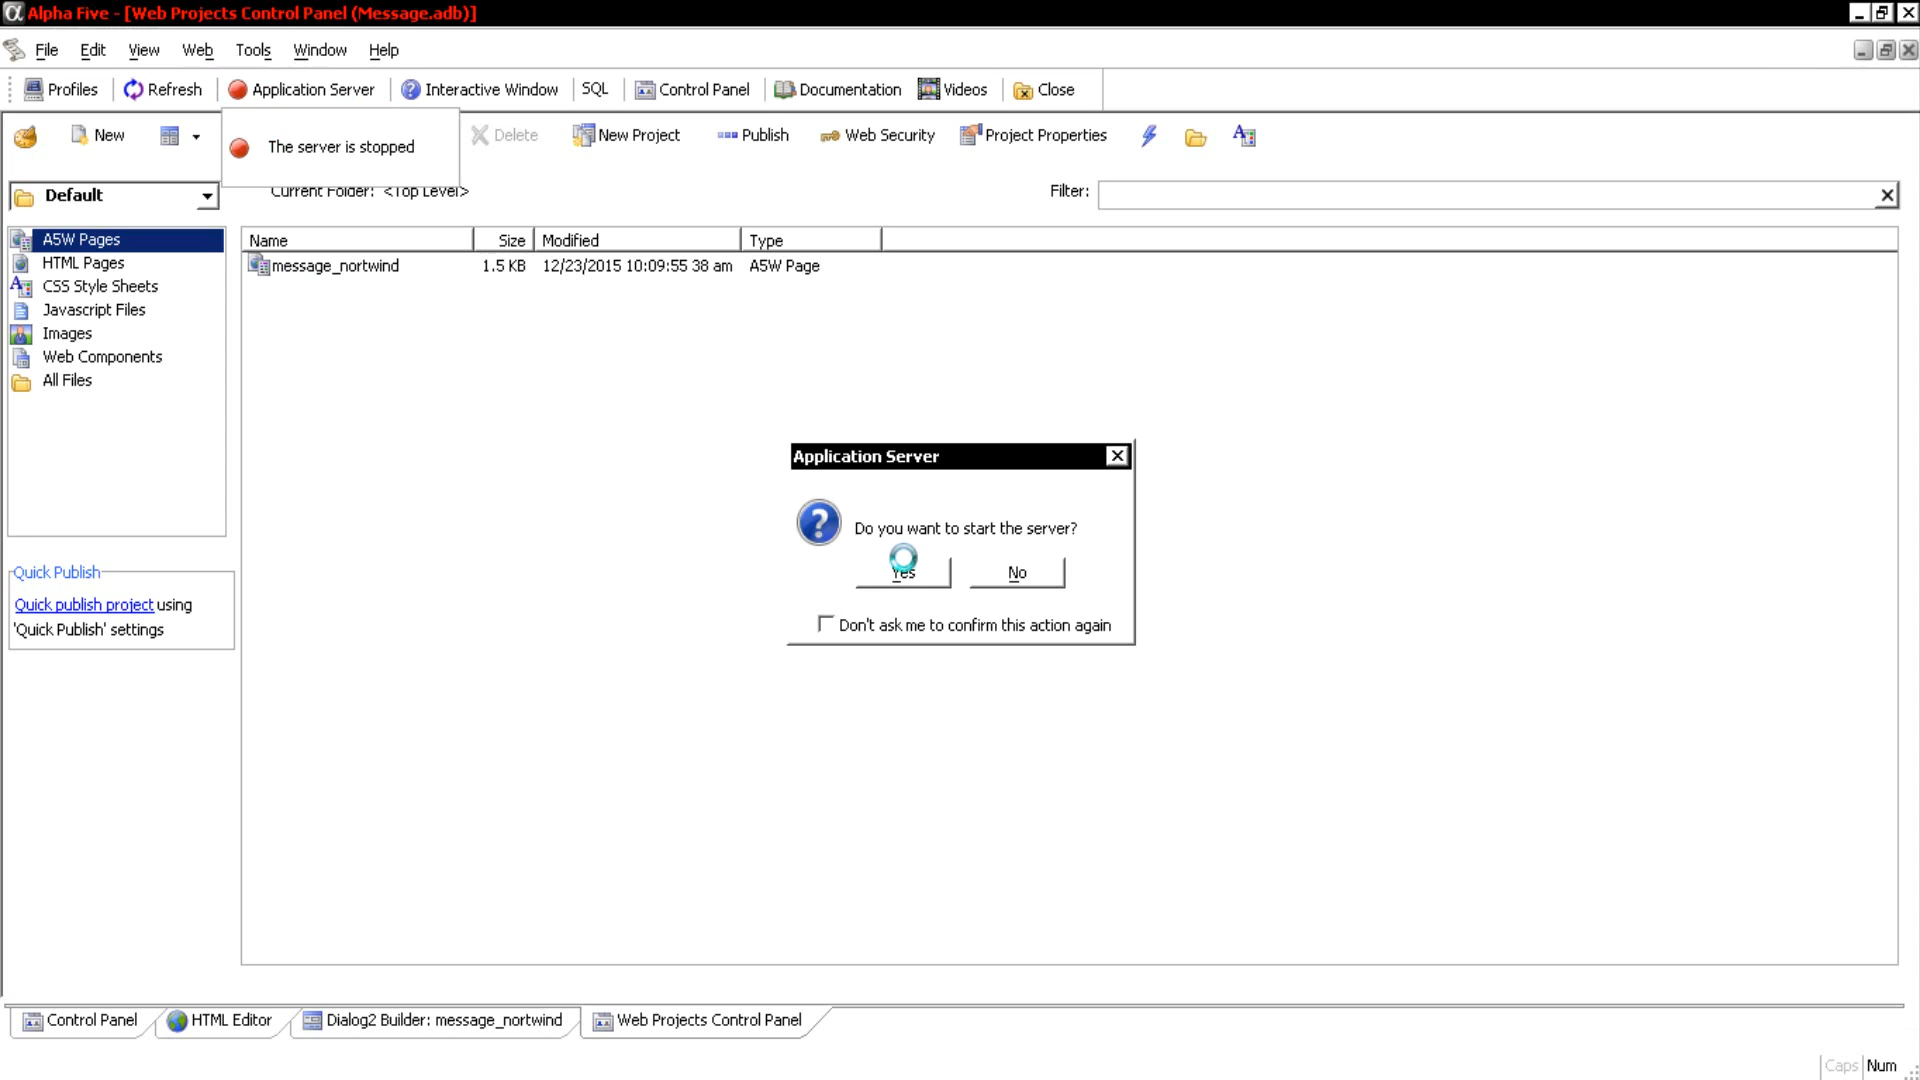 Alpha Five - [Web Projects Control Panel (Message.adb)]
File Edit View Web Tools Window Help
Profiles Refresh Application Server Interactive Window SQL Control Panel Documentation Videos Close
New The server is stopped Delete New Project Publish Web Security Project Properties
Default Current Folder: <Top Level> Filter:
Name Size Modified Type
message_nortwind 1.5 KB 12/23/2015 10:09:55 38 am A5W Page
A5W Pages
HTML Pages
CSS Style Sheets
Javascript Files
Images
Web Components
All Files
Application Server
Do you want to start the server?
Yes No
Don't ask me to confirm this action again
Quick Publish
Quick publish project using
'Quick Publish' settings
Control Panel HTML Editor Dialog2 Builder: message_nortwind Web Projects Control Panel
Caps Num